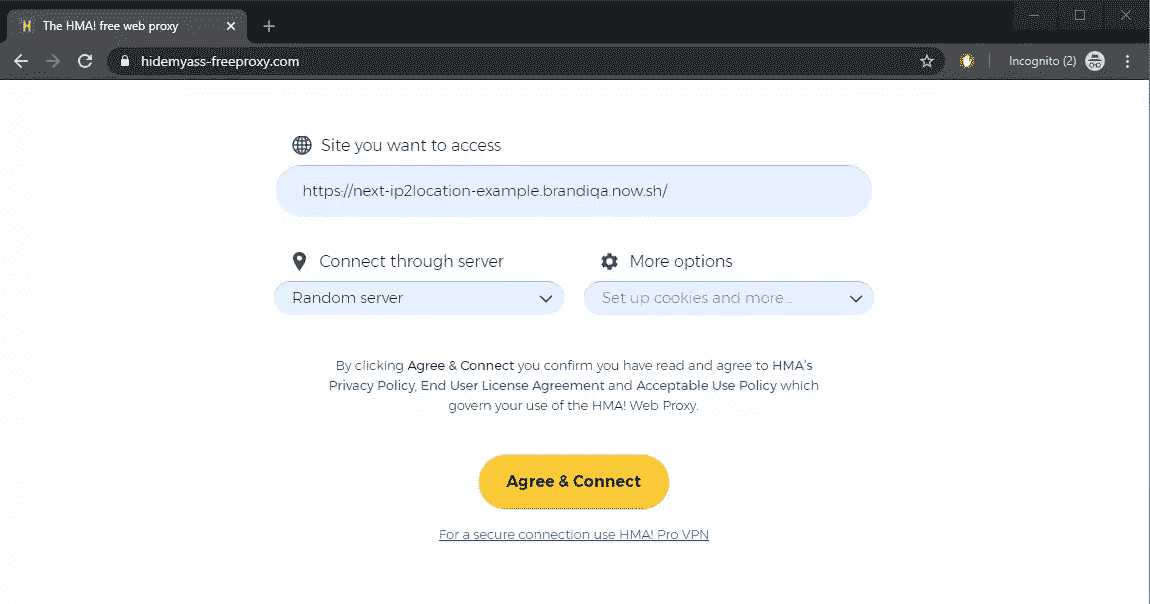 The HMA! free web proxy
hidemyass-freeproxy.com
Incognito (2)
Site you want to access
https://next-ip2location-example.brandiqa.now.sh/
Connect through server
More options
Random server
Set up cookies and more...
By clicking Agree & Connect you confirm you have read and agree to HMA's
Privacy Policy, End User License Agreement and Acceptable Use Policy which
govern your use of the HMA! Web Proxy.
Agree & Connect
For a secure connection use HMA! Pro VPN